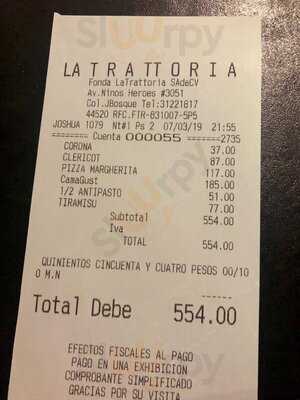 LA TRATTORIA
Fonda LaTrattoria SAdeCV
Av.Ninos Heroes #3051
Col.JBosque Tel:31221817
44520 RFC.FTR-831007-5P5
JOSHUA 1079 Nt#1 Ps 2 07/03/19 21:55
======== Cuenta 000055 ========2735
CORONA 37.00
CLERICOT 87.00
PIZZA MARGHERITA 117.00
CamaGust 185.00
1/2 ANTIPASTO 51.00
TIRAMISU 77.00
Subtotal 554.00
Iva
TOTAL 554.00
QUINIENTOS CINCUENTA Y CUATRO PESOS 00/10
0 M.N
------
Total Debe 554.00
EFECTOS FISCALES AL PAGO
PAGO EN UNA EXHIBICION
COMPROBANTE SIMPLIFICADO
GRACIAS POR SU VISITA
Sluurpy
Sluurpy
Sluurpy